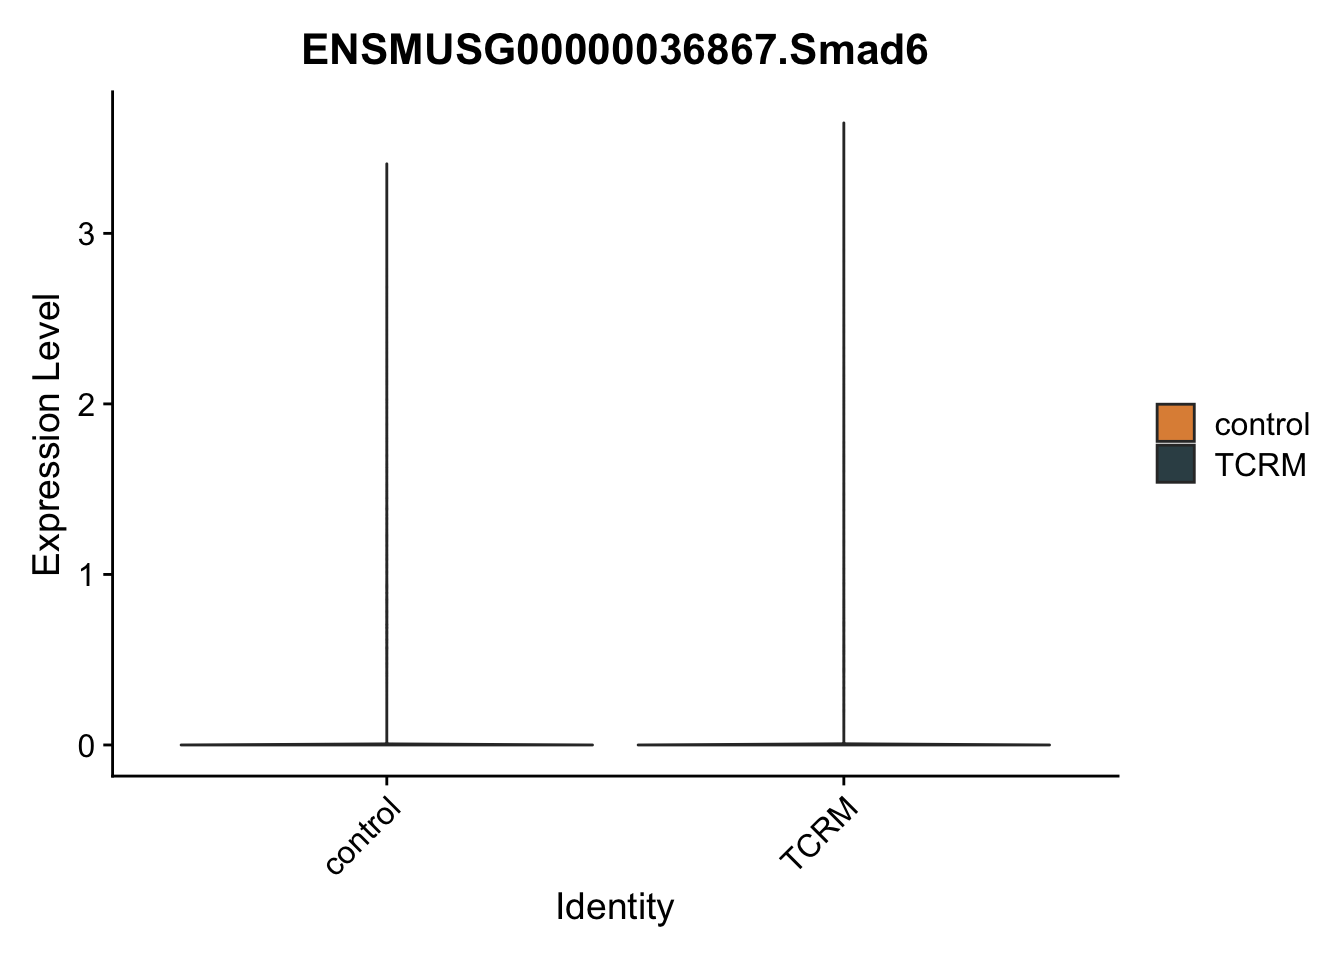 ENSMUSG00000036867.Smad6
Expression Level
3
2
1
0
control
TCRM
Identity
control
TCRM